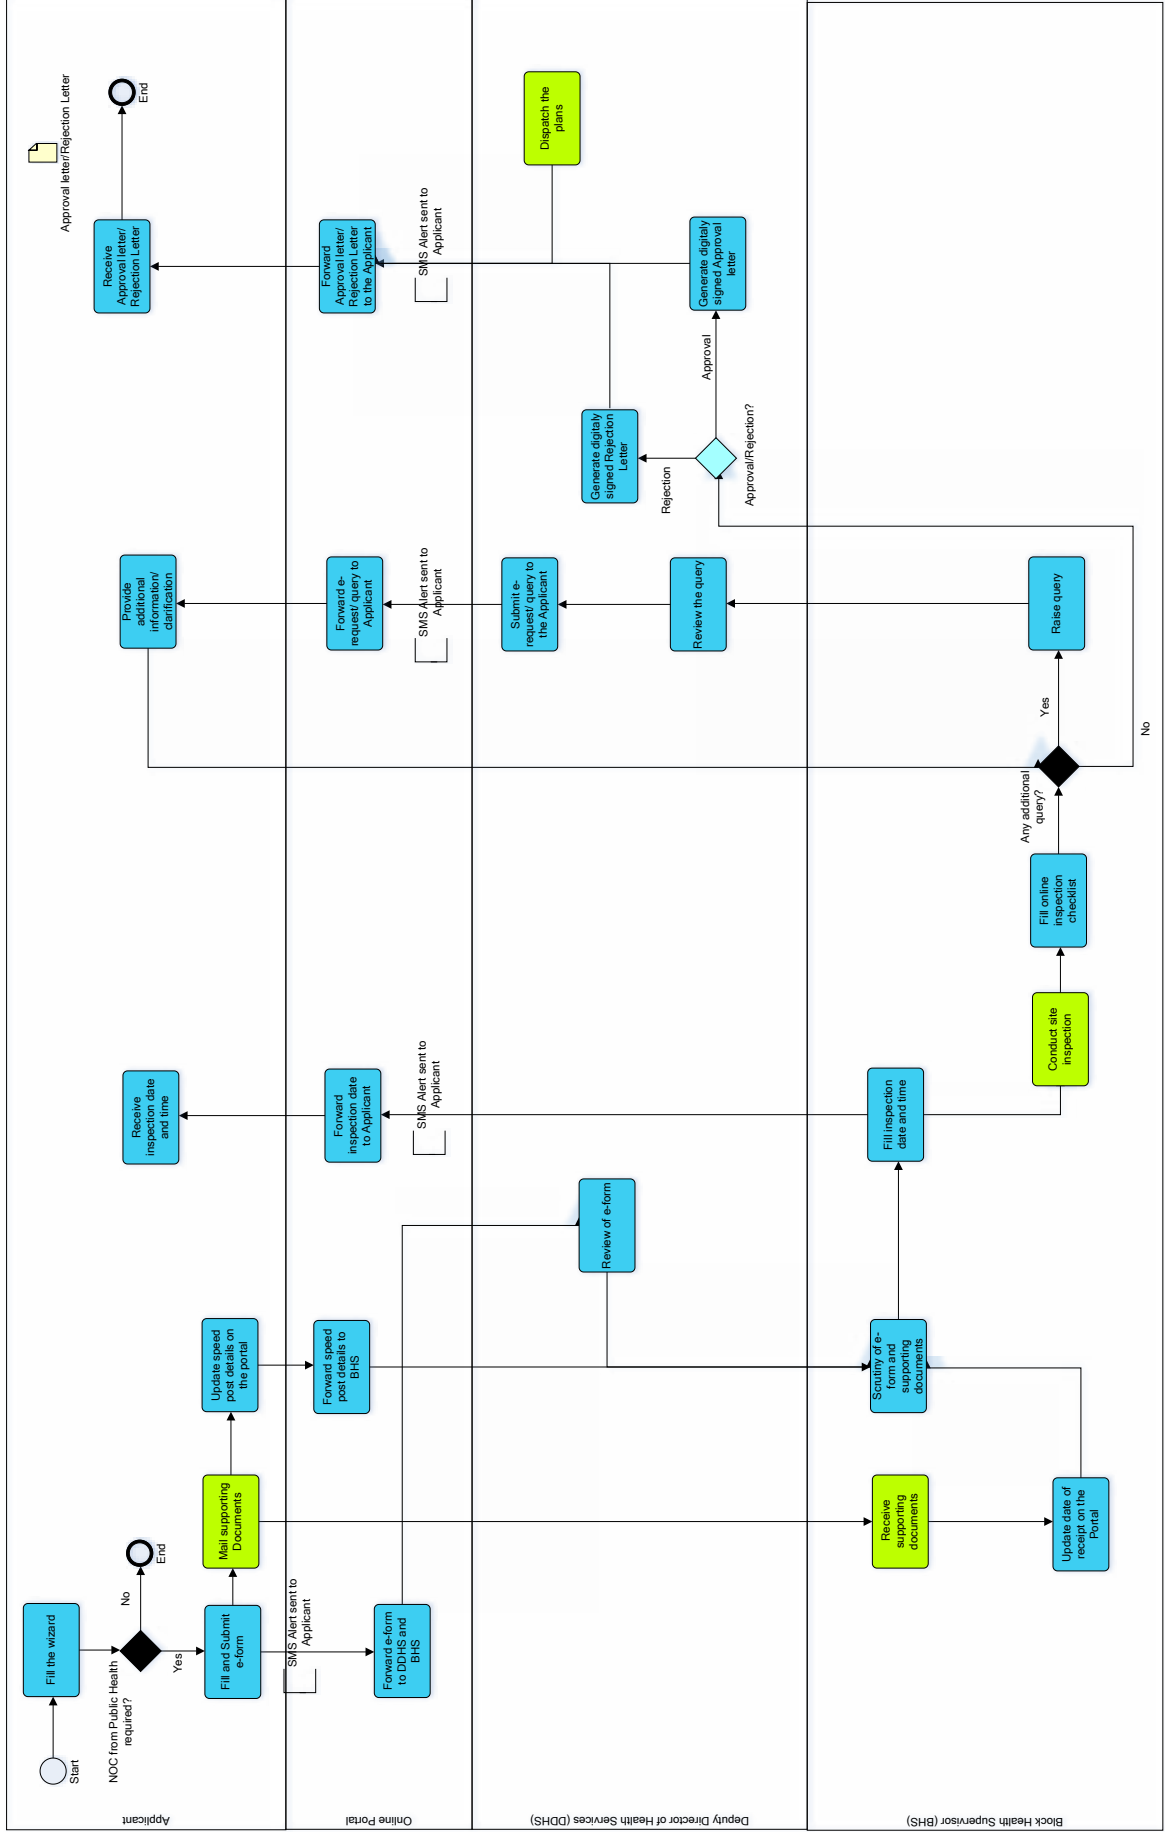 Applicant
Start
Fill the wizard
NOC from Public Health
required?
No
End
Yes
Fill and Submit
e-form
Mail supporting
Documents
Update speed
post details on
the portal
Receive
inspection date
and time
Provide
additional
information/
clarification
Receive
Approval letter/
Rejection Letter
End
Approval letter/Rejection Letter
Online Portal
SMS Alert sent to
Applicant
Forward e-form
to DDHS and
BHS
Forward speed
post details to
BHS
Forward
inspection date
to Applicant
SMS Alert sent to
Applicant
Forward e-
request/ query to
Applicant
SMS Alert sent to
Applicant
Forward
Approval letter/
Rejection Letter
to the Applicant
SMS Alert sent to
Applicant
Deputy Director of Health Services (DDHS)
Review of e-form
Submit e-
request/ query to
the Applicant
Review the query
Generate digitaly
signed Rejection
Letter
Rejection
Approval/Rejection?
Approval
Generate digitaly
signed Approval
letter
Dispatch the
plans
Block Health Supervisor (BHS)
Receive
supporting
documents
Update date of
receipt on the
Portal
Scrutiny of e-
form and
supporting
documents
Fill inspection
date and time
Conduct site
inspection
Fill online
inspection
checklist
Any additional
query?
Yes
No
Raise query